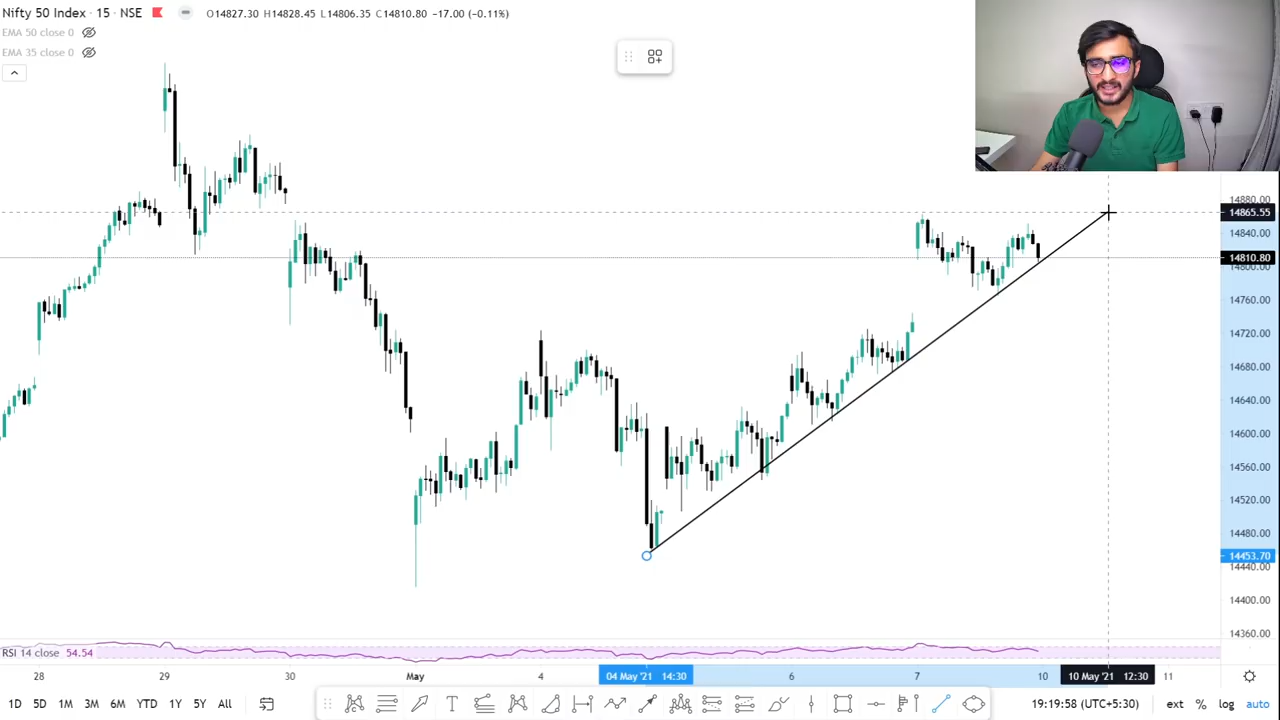 Nifty 50 Index · 15 · NSE O14827.30 H14828.45 L14806.35 C14810.80 -17.00 (-0.11%)
EMA 50 close 0
EMA 35 close 0
14880.00
14865.55
14840.00
14810.80
14800.00
14760.00
14720.00
14680.00
14640.00
14600.00
14560.00
14520.00
14480.00
14453.70
14440.00
14400.00
14360.00
RSI 14 close 54.54
28 29 30 May 4 04 May '21 14:30 6 7 10 10 May '21 12:30 11
1D 5D 1M 3M 6M YTD 1Y 5Y All 19:19:58 (UTC+5:30) ext % log auto